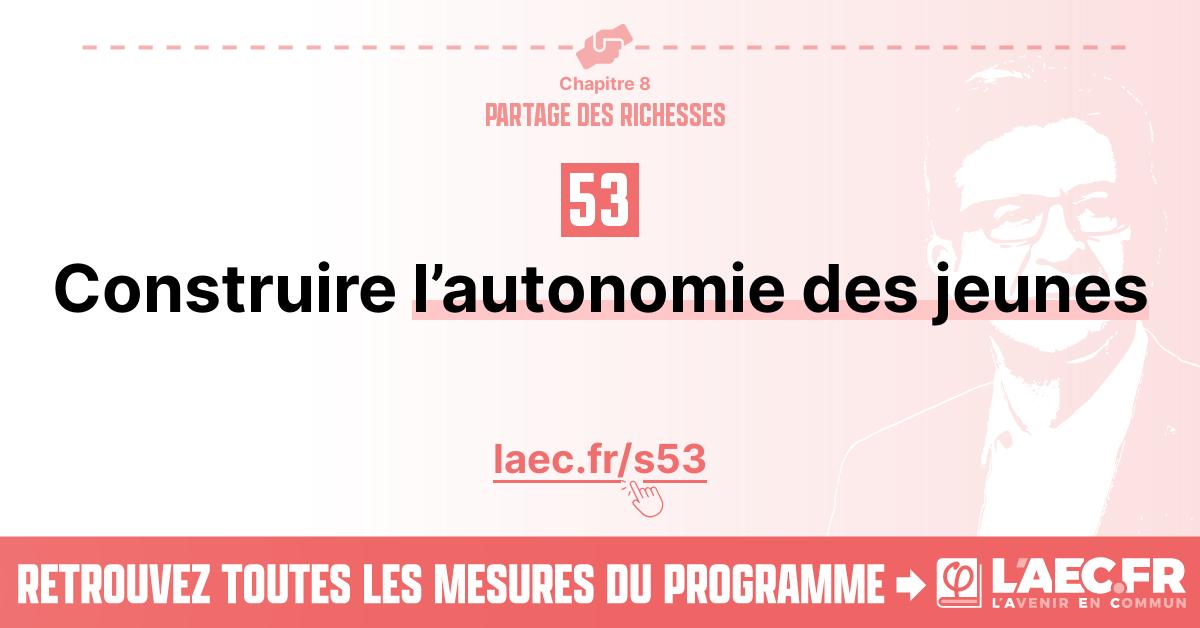 Chapitre 8
PARTAGE DES RICHESSES
53
Construire l’autonomie des jeunes
laec.fr/s53
RETROUVEZ TOUTES LES MESURES DU PROGRAMME
φ L'AEC.FR
L'AVENIR EN COMMUN